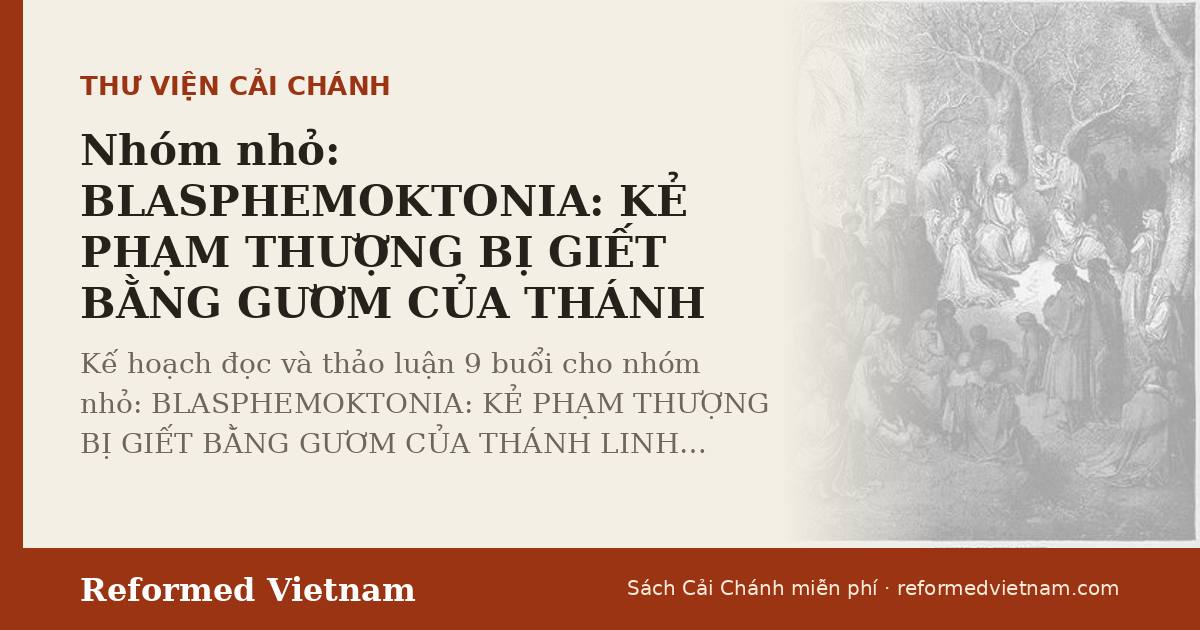 THƯ VIỆN CẢI CHÁNH
Nhóm nhỏ:
BLASPHEMOKTONIA: KẺ
PHẠM THƯỢNG BỊ GIẾT
BẰNG GƯƠM CỦA THÁNH
Kế hoạch đọc và thảo luận 9 buổi cho nhóm
nhỏ: BLASPHEMOKTONIA: KẺ PHẠM THƯỢNG
BỊ GIẾT BẰNG GƯƠM CỦA THÁNH LINH...
Reformed Vietnam
Sách Cải Chánh miễn phí · reformedvietnam.com